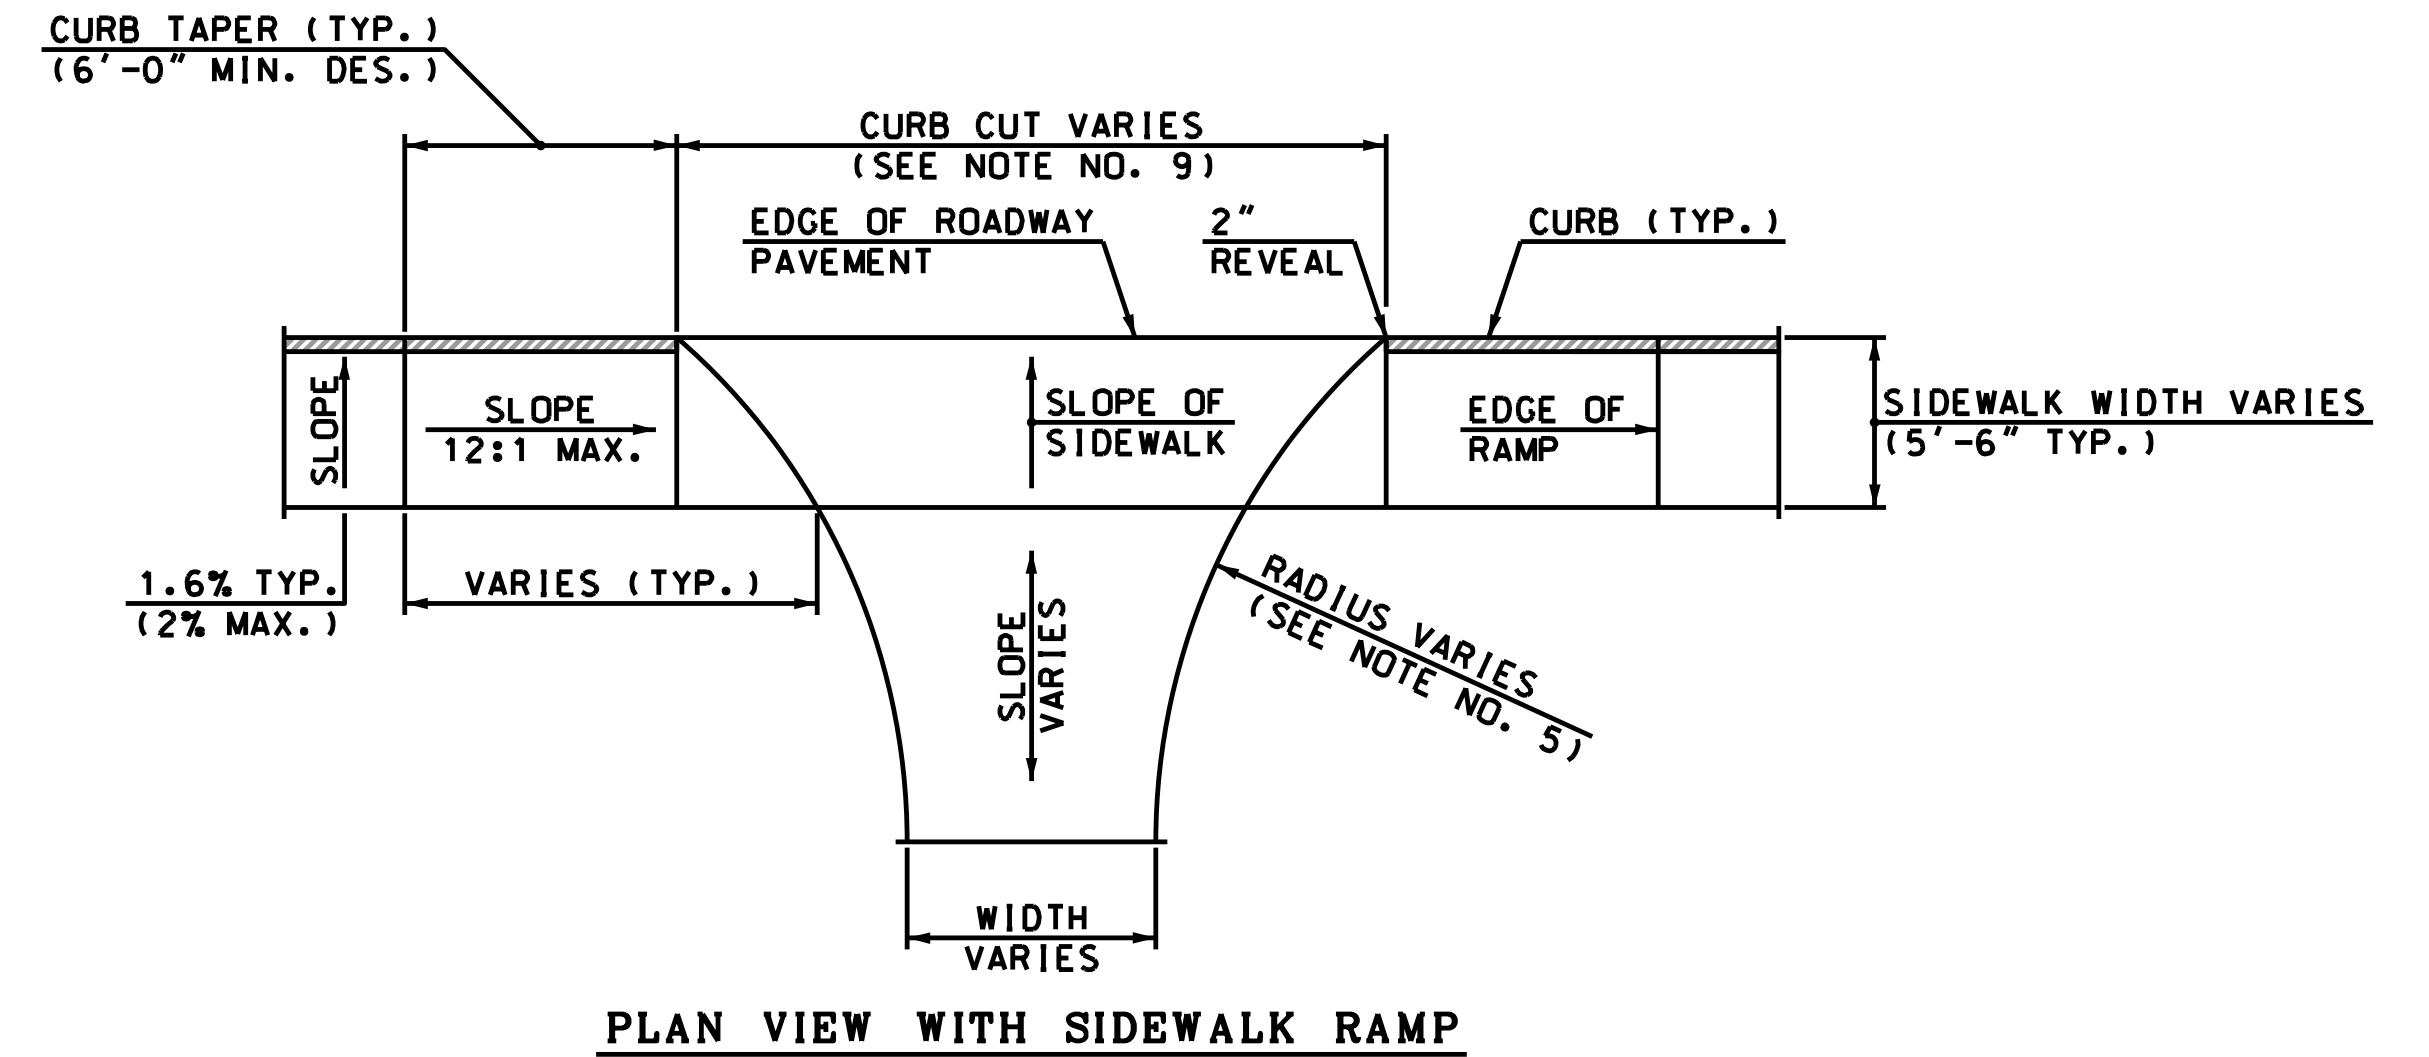 CURB TAPER (TYP.)
(6'-0" MIN. DES.)
CURB CUT VARIES
(SEE NOTE NO. 9)
EDGE OF ROADWAY
PAVEMENT
2"
REVEAL
CURB (TYP.)
SLOPE
SLOPE
12:1 MAX.
SLOPE OF
SIDEWALK
EDGE OF
RAMP
SIDEWALK WIDTH VARIES
(5'-6" TYP.)
1.6% TYP.
(2% MAX.)
VARIES (TYP.)
SLOPE
VARIES
RADIUS VARIES
(SEE NOTE NO. 5)
WIDTH
VARIES
PLAN VIEW WITH SIDEWALK RAMP